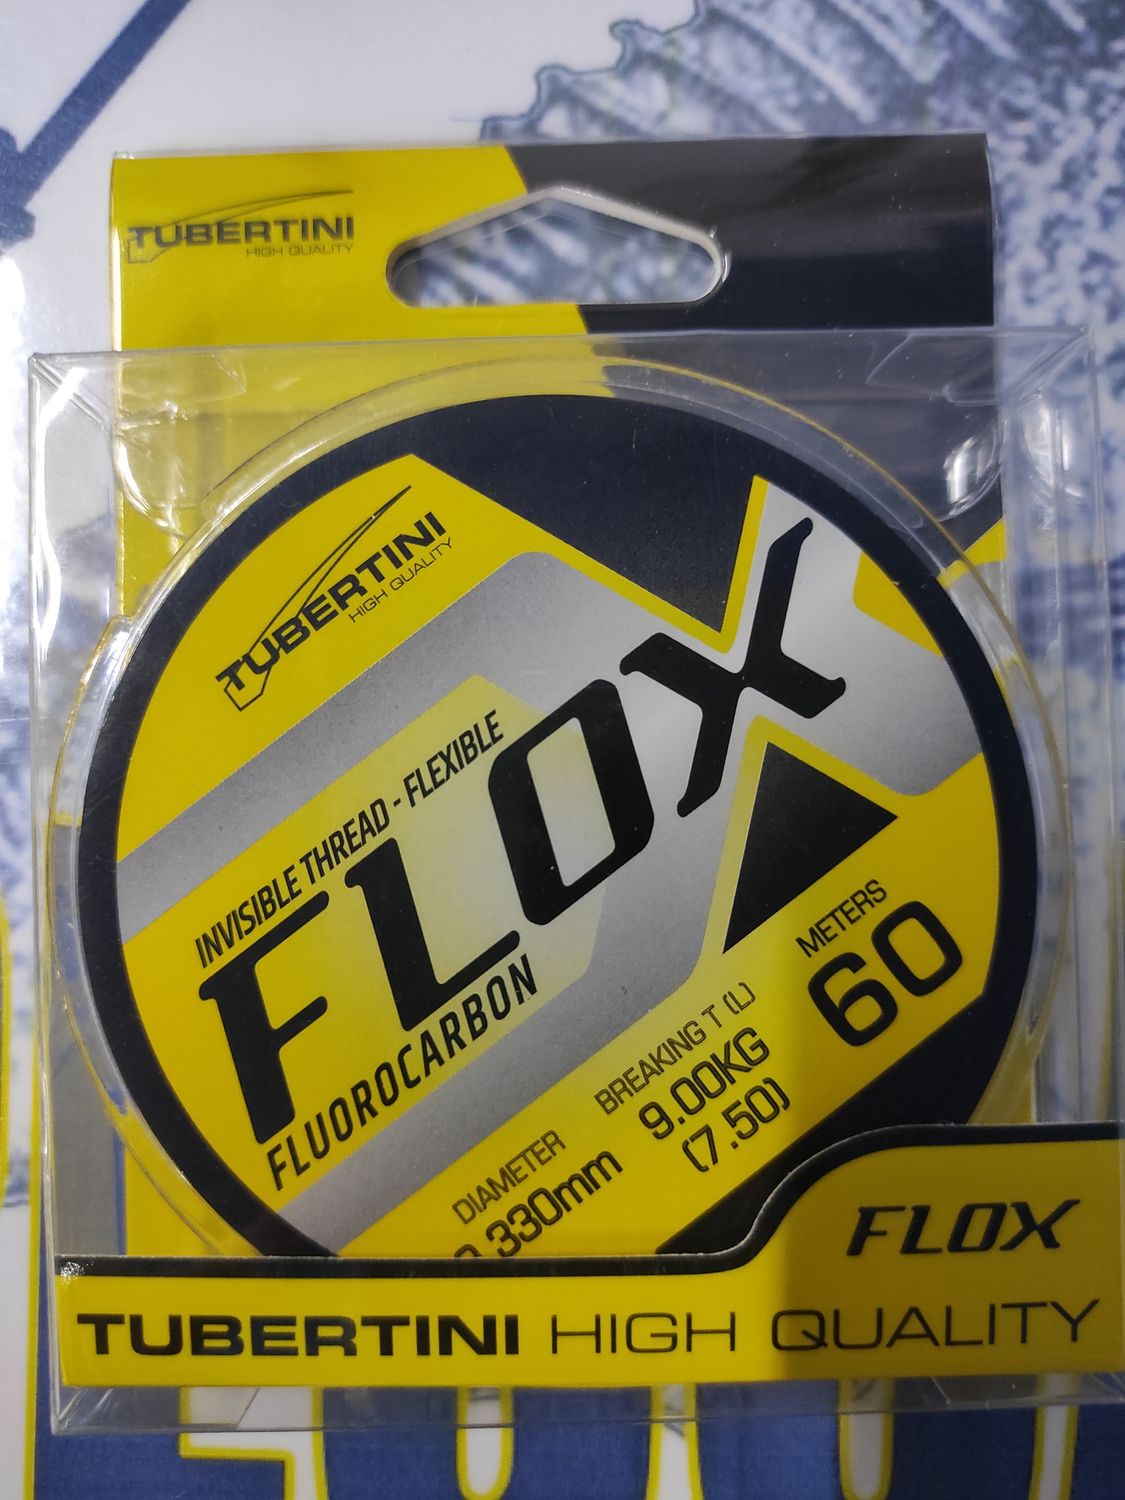 TUBERTINI
HIGH QUALITY
TUBERTINI
HIGH QUALITY
INVISIBLE THREAD - FLEXIBLE
FLOX
FLUOROCARBON
METERS
60
BREAKING T (L)
9.00KG
(7.50)
DIAMETER
0.330mm
FLOX
TUBERTINI HIGH QUALITY